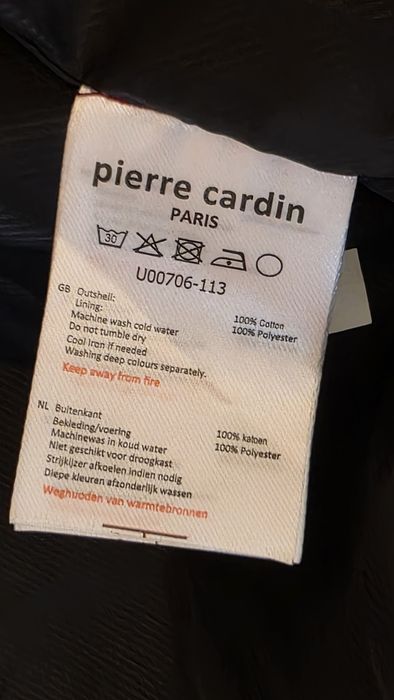 pierre cardin
PARIS
30
U00706-113
GB Outshell: 100% Cotton
Lining: 100% Polyester
Machine wash cold water
Do not tumble dry
Cool iron if needed
Washing deep colours separately.
Keep away from fire
NL Buitenkant 100% katoen
Bekleding/voering 100% Polyester
Machinewas in koud water
Niet geschikt voor droogkast
Strijkijzer afkoelen indien nodig
Diepe kleuren afzonderlijk wassen
Weghuoden van warmtebronnen